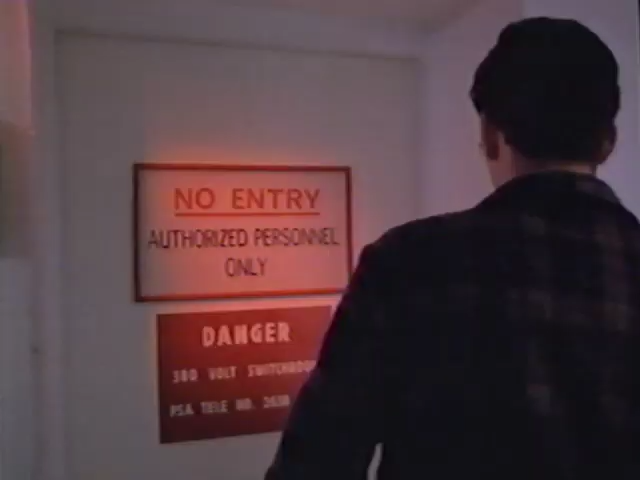 NO ENTRY
AUTHORIZED PERSONNEL
ONLY
DANGER
380 VOLT
PSA TELE NO.